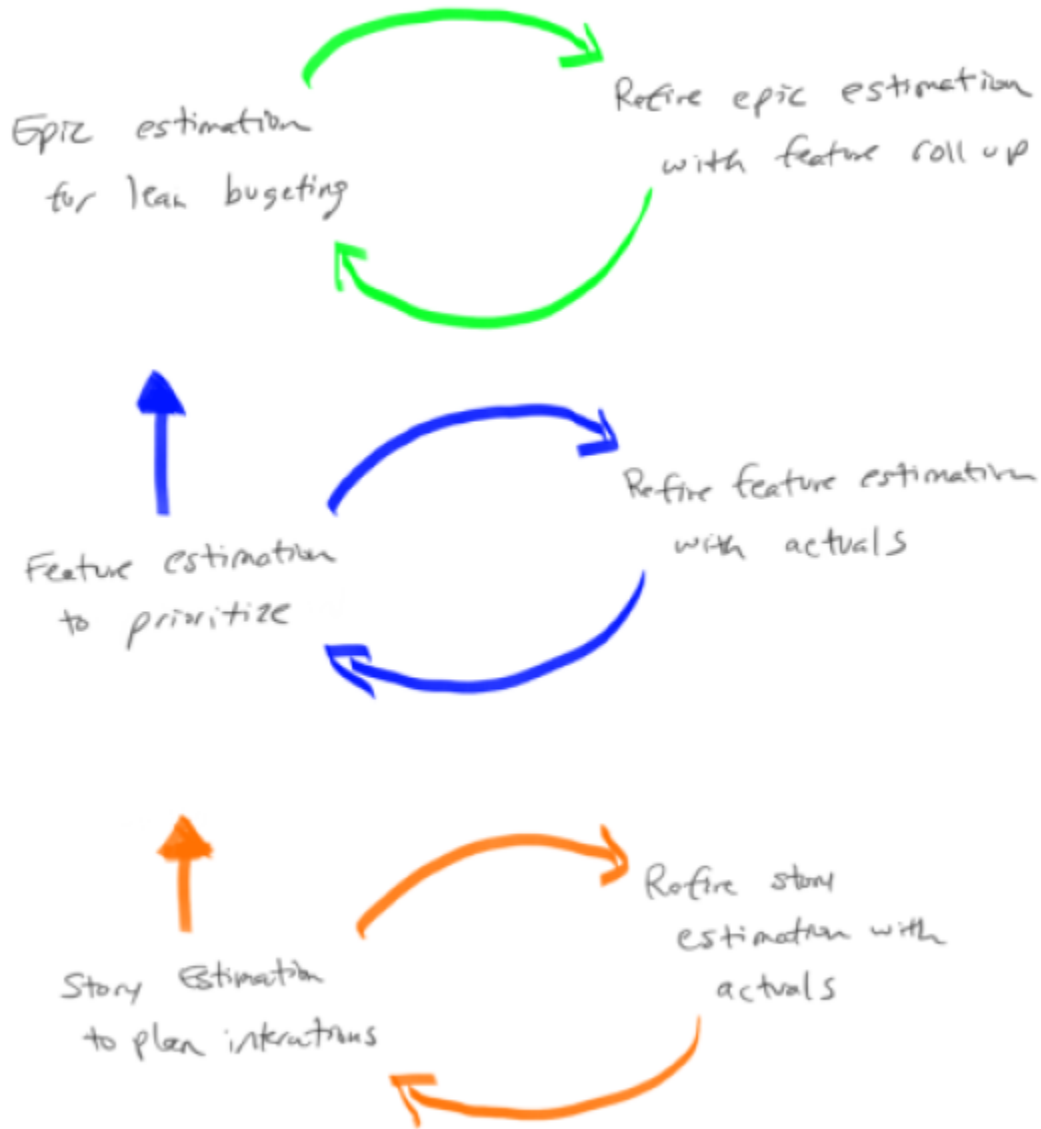 Epic estimation
for lean bugeting
Refine epic estimation
with feature roll up
Feature estimation
to prioritize
Refine feature estimation
with actuals
Story Estimation
to plan interations
Refine story
estimation with
actuals